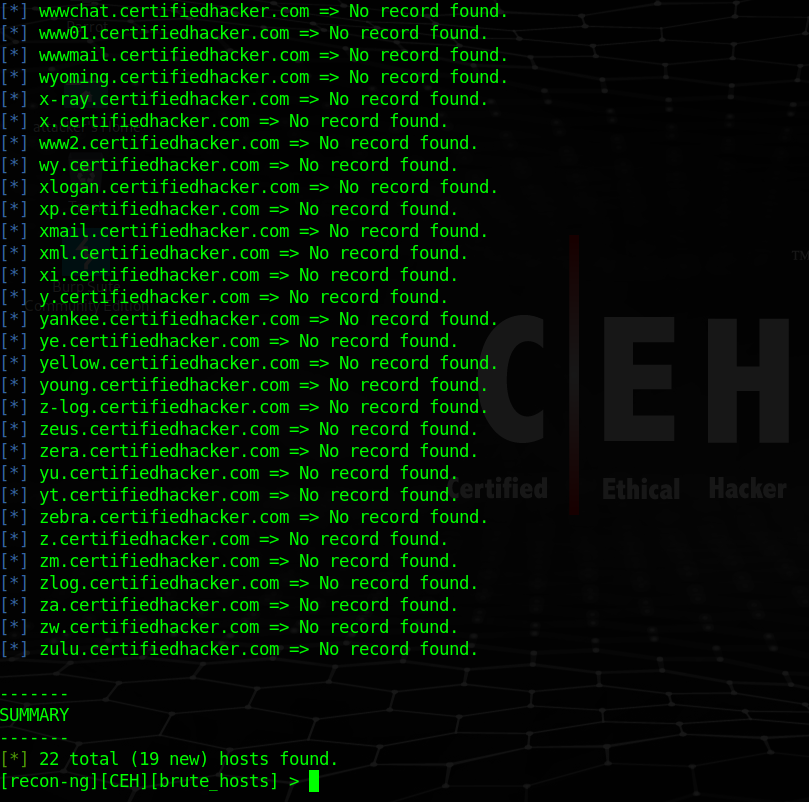 [*] wwwchat.certifiedhacker.com => No record found.
[*] www01.certifiedhacker.com => No record found.
[*] wwwmail.certifiedhacker.com => No record found.
[*] wyoming.certifiedhacker.com => No record found.
[*] x-ray.certifiedhacker.com => No record found.
[*] x.certifiedhacker.com => No record found.
[*] www2.certifiedhacker.com => No record found.
[*] wy.certifiedhacker.com => No record found.
[*] xlogan.certifiedhacker.com => No record found.
[*] xp.certifiedhacker.com => No record found.
[*] xmail.certifiedhacker.com => No record found.
[*] xml.certifiedhacker.com => No record found.
[*] xi.certifiedhacker.com => No record found.
[*] y.certifiedhacker.com => No record found.
[*] yankee.certifiedhacker.com => No record found.
[*] ye.certifiedhacker.com => No record found.
[*] yellow.certifiedhacker.com => No record found.
[*] young.certifiedhacker.com => No record found.
[*] z-log.certifiedhacker.com => No record found.
[*] zeus.certifiedhacker.com => No record found.
[*] zera.certifiedhacker.com => No record found.
[*] yu.certifiedhacker.com => No record found.
[*] yt.certifiedhacker.com => No record found.
[*] zebra.certifiedhacker.com => No record found.
[*] z.certifiedhacker.com => No record found.
[*] zm.certifiedhacker.com => No record found.
[*] zlog.certifiedhacker.com => No record found.
[*] za.certifiedhacker.com => No record found.
[*] zw.certifiedhacker.com => No record found.
[*] zulu.certifiedhacker.com => No record found.
-------
SUMMARY
-------
[*] 22 total (19 new) hosts found.
[recon-ng][CEH][brute_hosts] >
C E H ™
Certified Ethical Hacker